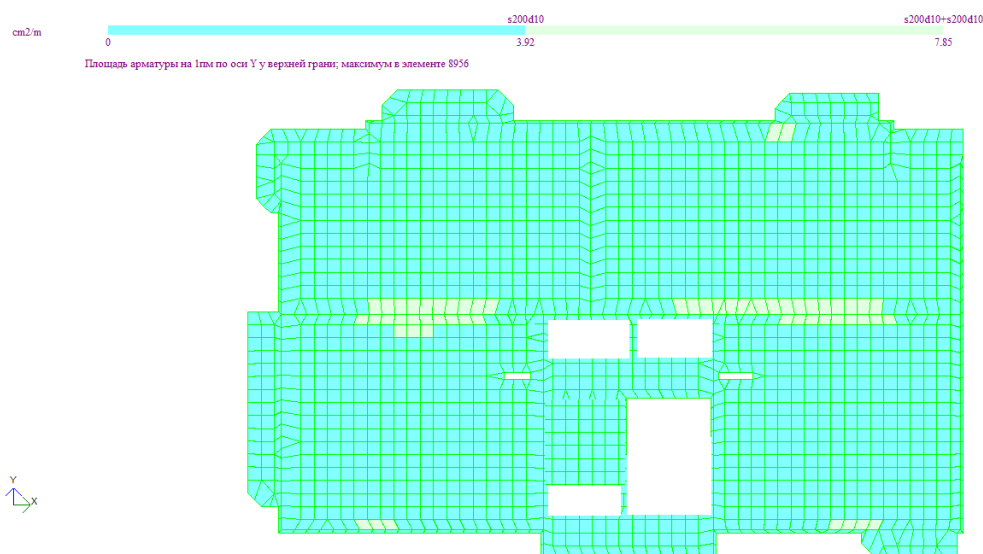 s200d10 s200d10+s200d10
cm2/m
0 3.92 7.85
Площадь арматуры на 1пм по оси Y у верхней грани; максимум в элементе 8956
Y
X